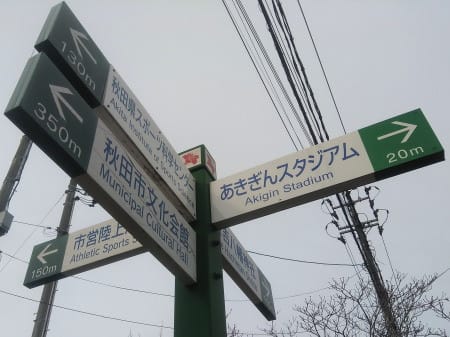 130m
秋田県スポーツ科学センター
Akita Institute of Sports
350m
秋田市文化会館
Municipal Cultural Hall
あきぎんスタジアム
Akigin Stadium
20m
市営陸上
Athletic Sports
150m